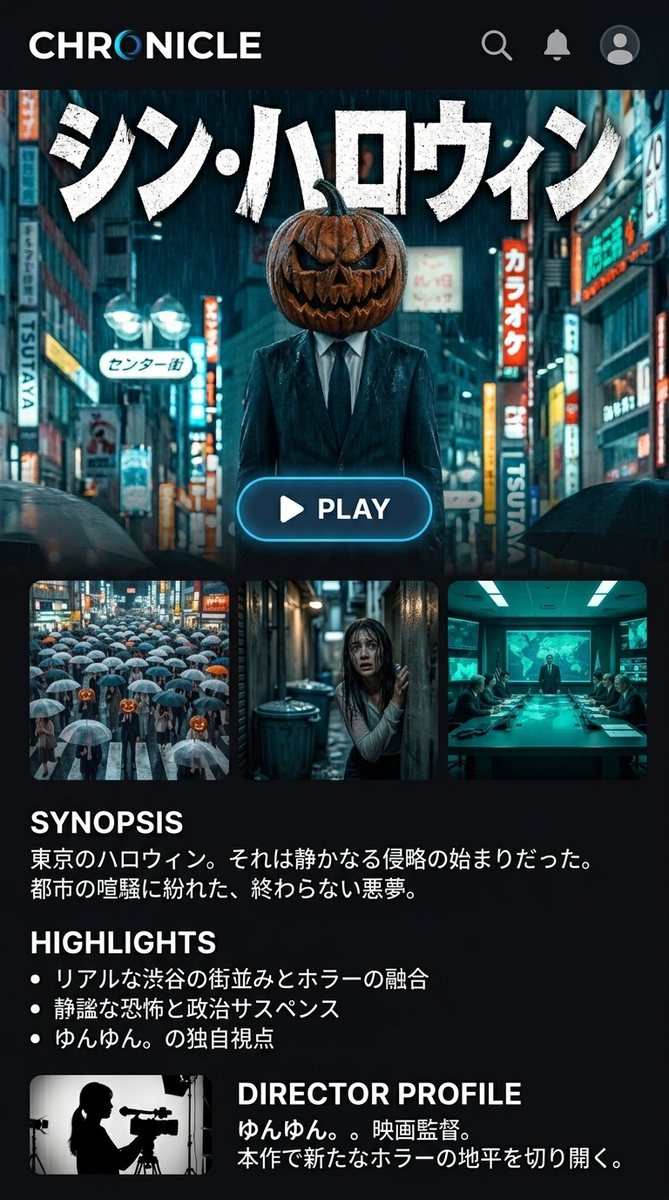 CHRONICLE
シン・ハロウィン
カラオケ
TSUTAYA
センター街
TSUTAYA
PLAY
SYNOPSIS
東京のハロウィン。それは静かなる侵略の始まりだった。
都市の喧騒に紛れた、終わらない悪夢。
HIGHLIGHTS
• リアルな渋谷の街並みとホラーの融合
• 静謐な恐怖と政治サスペンス
• ゆんゆん。の独自視点
DIRECTOR PROFILE
ゆんゆん。。映画監督。
本作で新たなホラーの地平を切り開く。